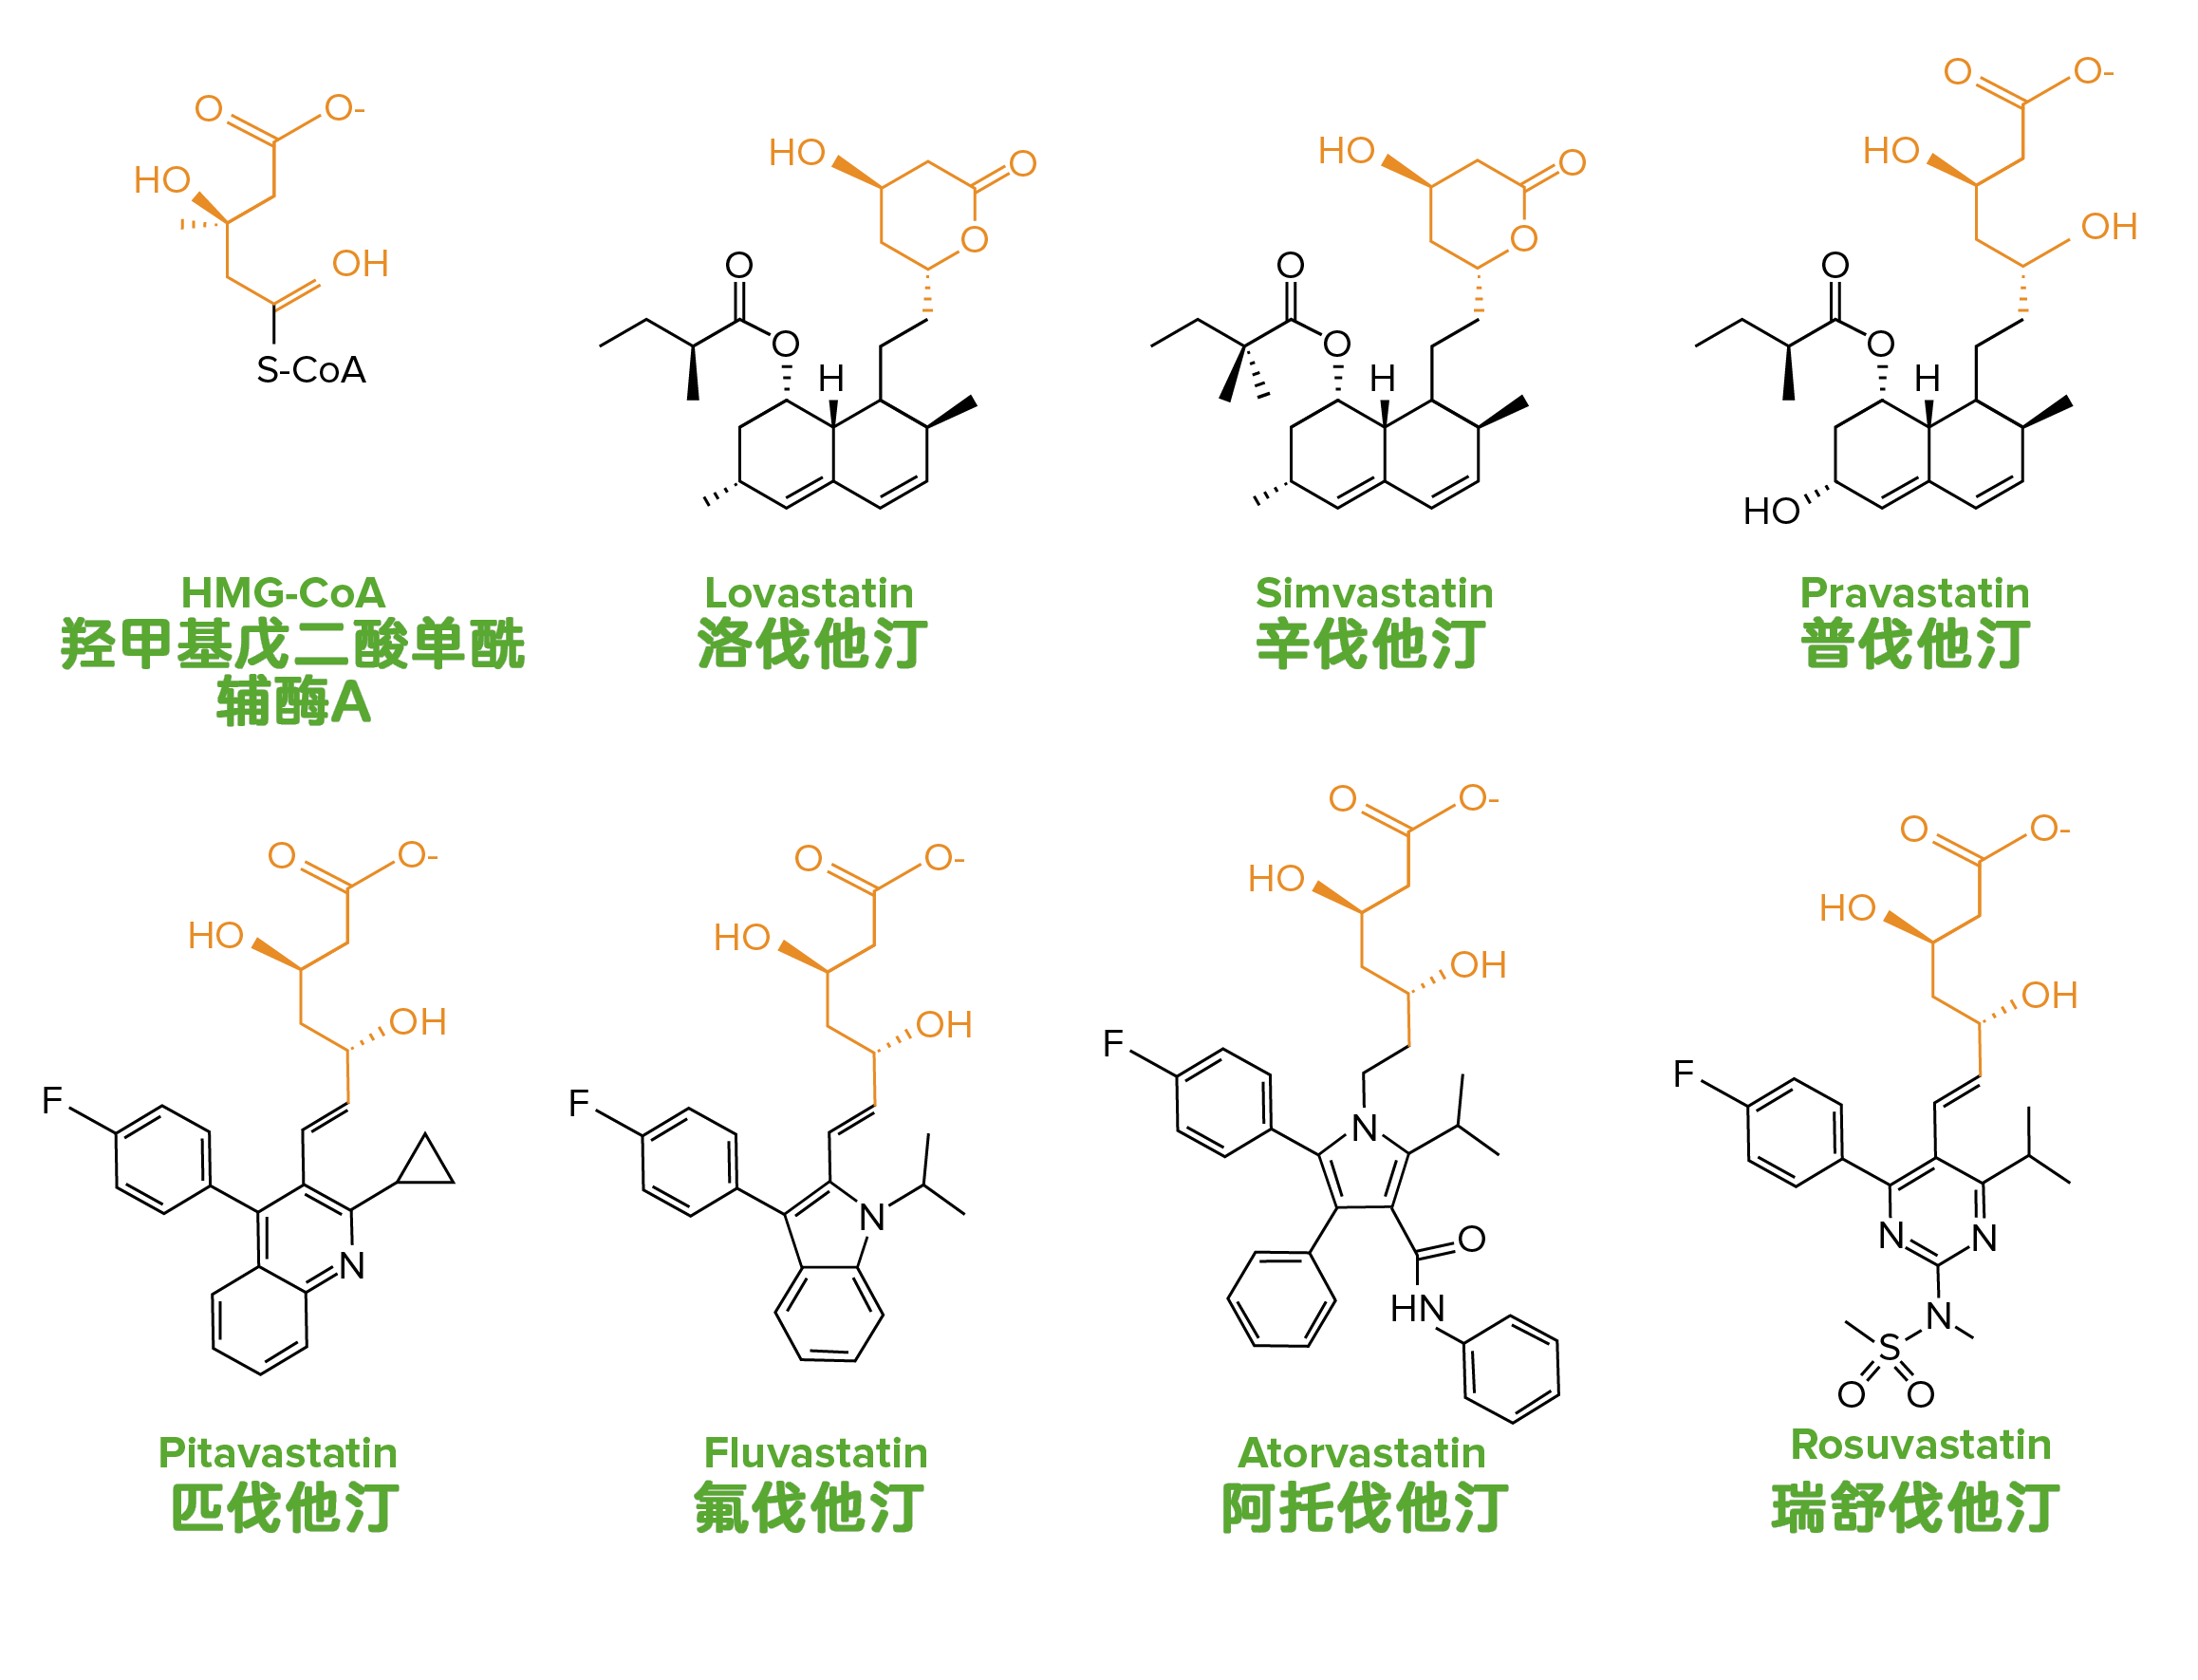 O O-
HO
OH
S-CoA
HMG-CoA
羟甲基戊二酸单酰
辅酶A
HO O
O
O
O H
Lovastatin
洛伐他汀
HO O
O
O
O H
Simvastatin
辛伐他汀
O O-
HO
OH
O
O H
HO
Pravastatin
普伐他汀
O O-
HO
OH
F
N
Pitavastatin
匹伐他汀
O O-
HO
OH
F
N
Fluvastatin
氟伐他汀
O O-
HO
OH
F
N
O
HN
Atorvastatin
阿托伐他汀
O O-
HO
OH
F
N N
N
S
O O
Rosuvastatin
瑞舒伐他汀